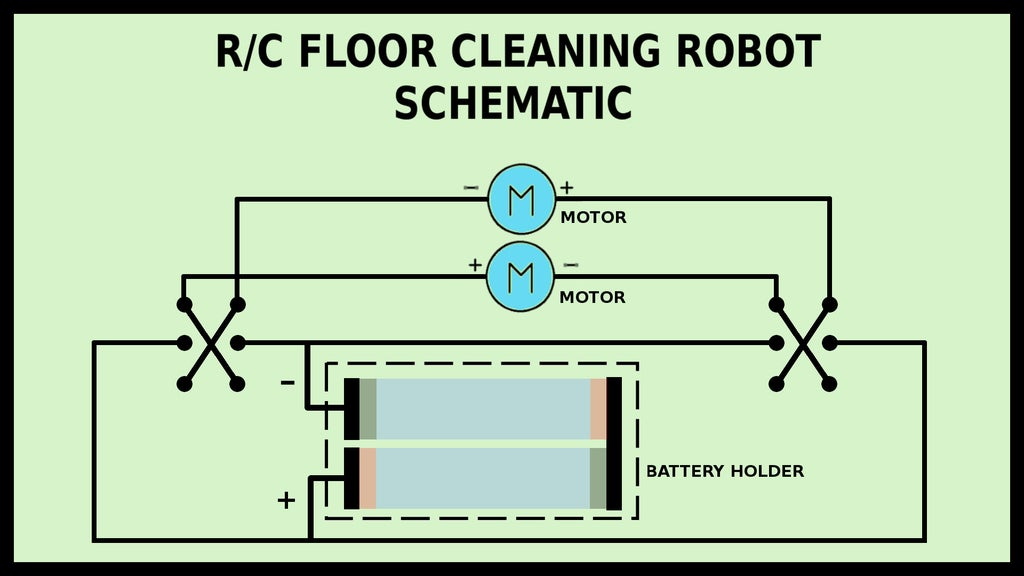 R/C FLOOR CLEANING ROBOT
SCHEMATIC
− M +
MOTOR
+ M −
MOTOR
−
BATTERY HOLDER
+